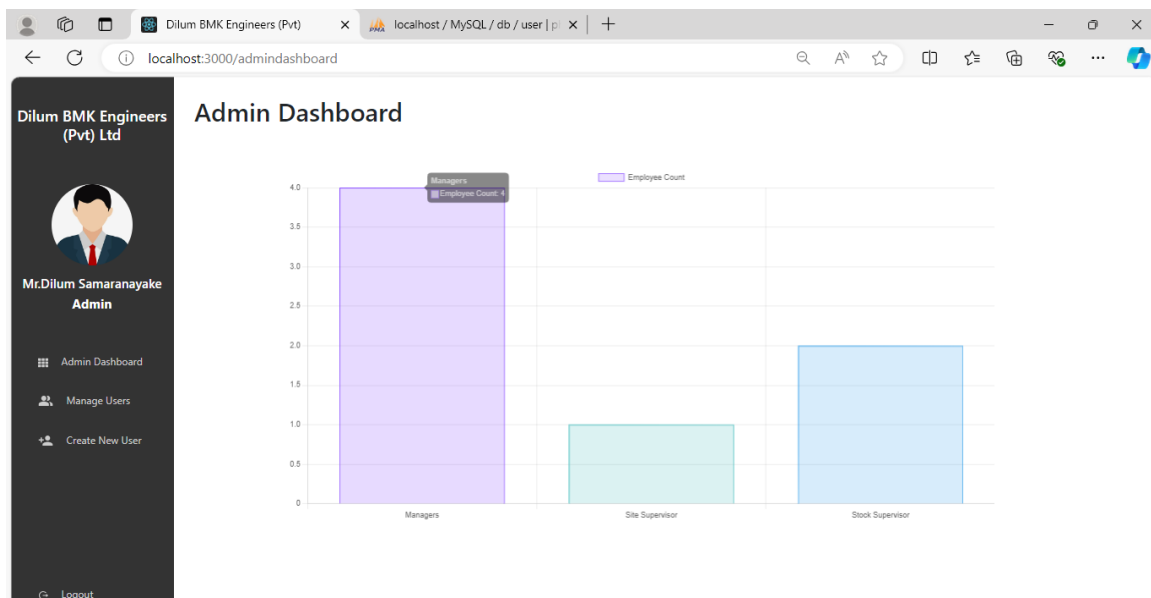 Dilum BMK Engineers (Pvt)
localhost / MySQL / db / user | p
localhost:3000/admindashboard
Dilum BMK Engineers
(Pvt) Ltd
Mr.Dilum Samaranayake
Admin
Admin Dashboard
Manage Users
Create New User
Logout
Admin Dashboard
Employee Count
Managers
Employee Count: 4
4.0
3.5
3.0
2.5
2.0
1.5
1.0
0.5
0
Managers
Site Supervisor
Stock Supervisor